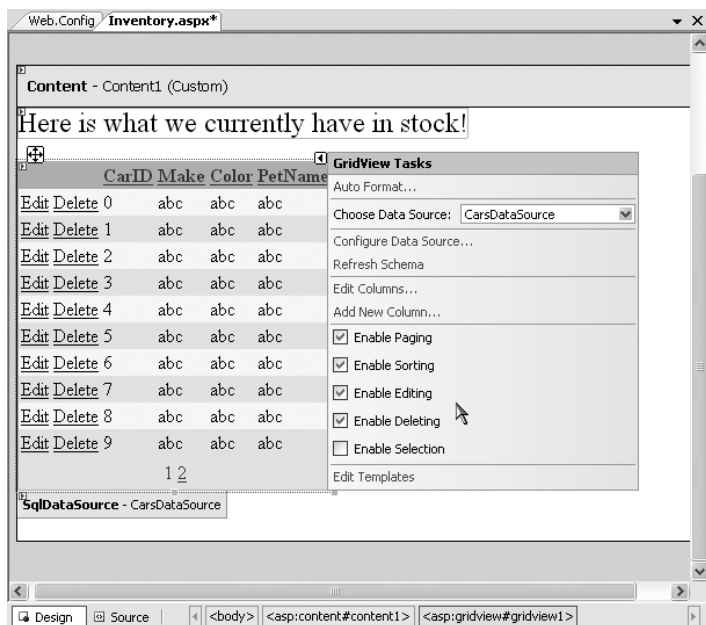 Web.Config Inventory.aspx*
Content - Content1 (Custom)
Here is what we currently have in stock!
CarID Make Color PetName
Edit Delete 0 abc abc abc
Edit Delete 1 abc abc abc
Edit Delete 2 abc abc abc
Edit Delete 3 abc abc abc
Edit Delete 4 abc abc abc
Edit Delete 5 abc abc abc
Edit Delete 6 abc abc abc
Edit Delete 7 abc abc abc
Edit Delete 8 abc abc abc
Edit Delete 9 abc abc abc
1 2
SqlDataSource - CarsDataSource
GridView Tasks
Auto Format...
Choose Data Source: CarsDataSource
Configure Data Source...
Refresh Schema
Edit Columns...
Add New Column...
Enable Paging
Enable Sorting
Enable Editing
Enable Deleting
Enable Selection
Edit Templates
Design Source <body> <asp:content#content1> <asp:gridview#gridview1>